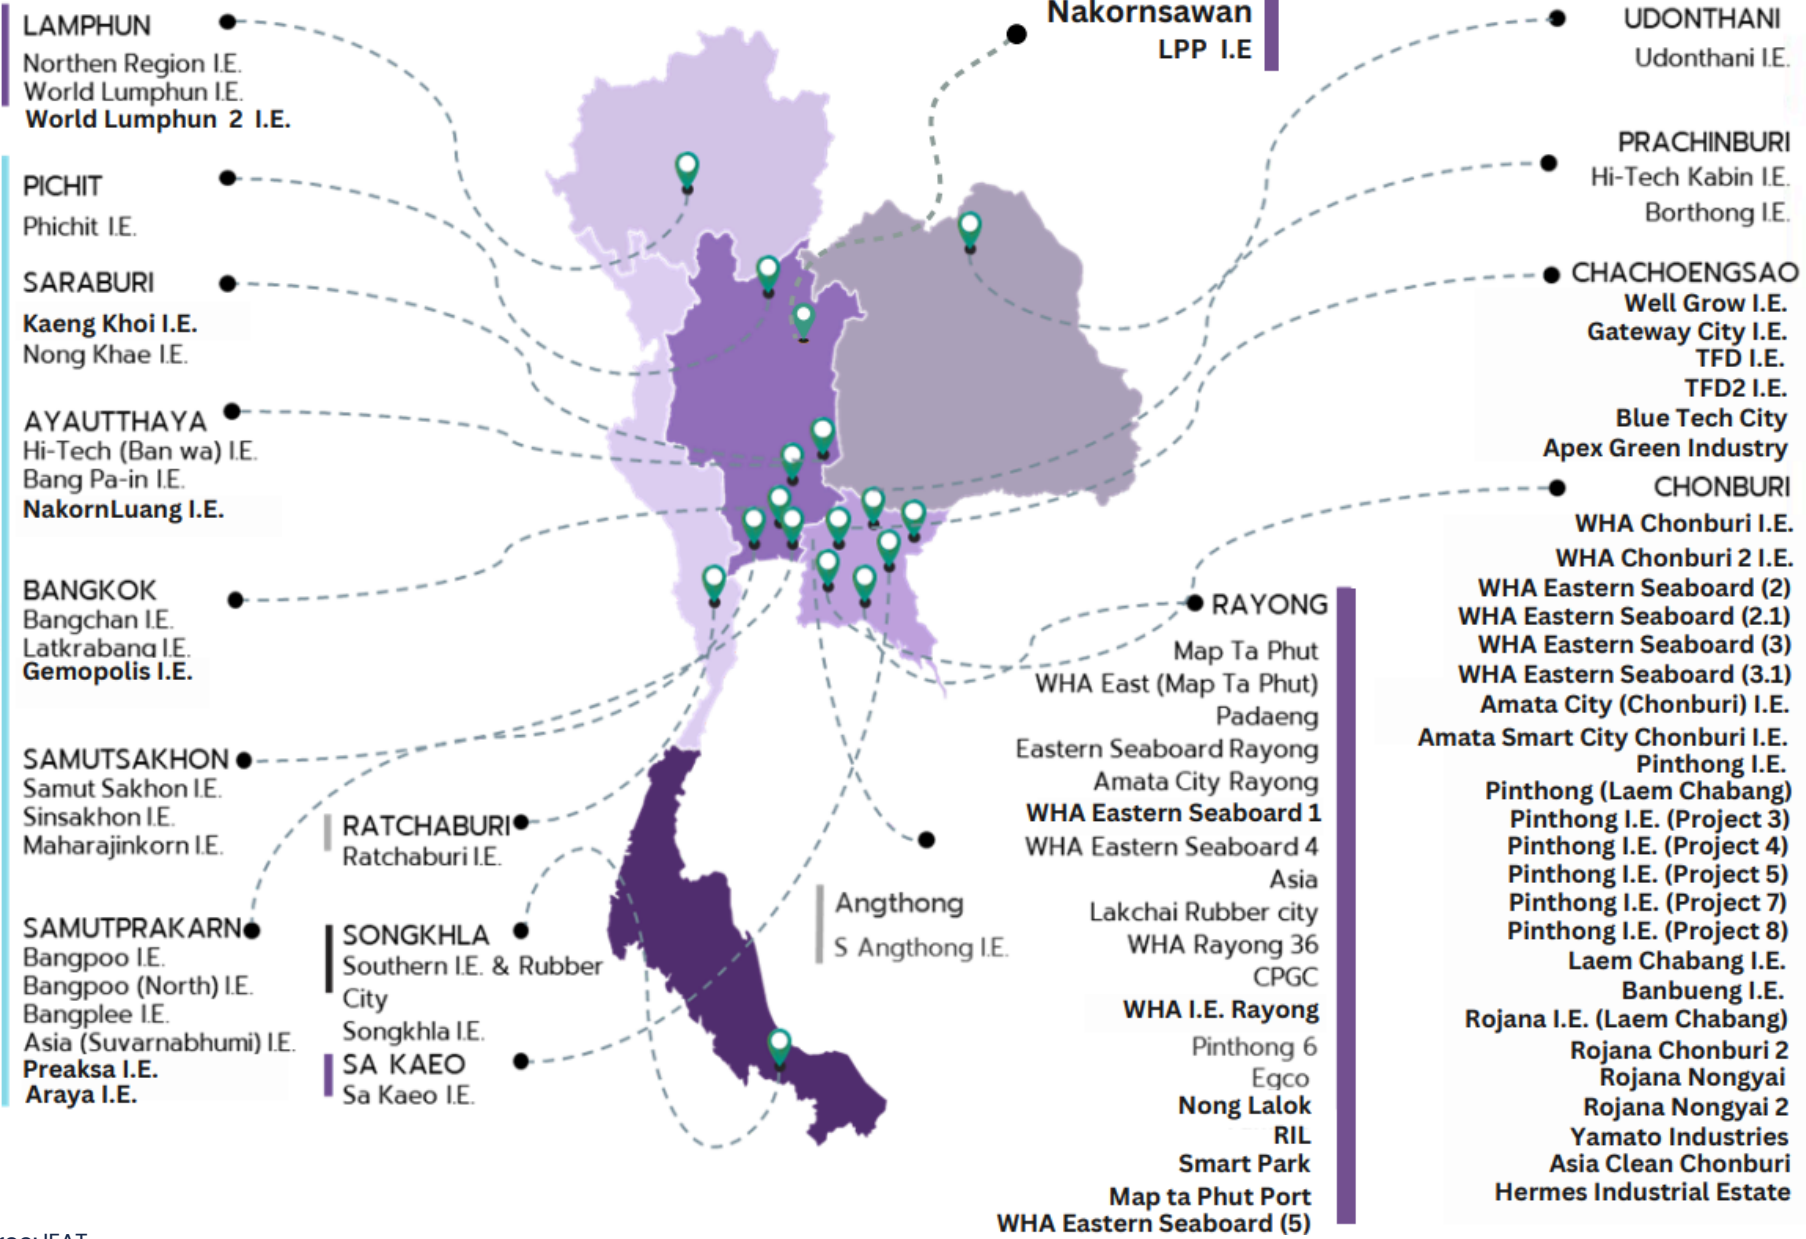 LAMPHUN
Northen Region I.E.
World Lumphun I.E.
World Lumphun 2 I.E.
PICHIT
Phichit I.E.
SARABURI
Kaeng Khoi I.E.
Nong Khae I.E.
AYAUTTHAYA
Hi-Tech (Ban wa) I.E.
Bang Pa-in I.E.
NakornLuang I.E.
BANGKOK
Bangchan I.E.
Latkrabang I.E.
Gemopolis I.E.
SAMUTSAKHON
Samut Sakhon I.E.
Sinsakhon I.E.
Maharajinkorn I.E.
SAMUTPRAKARN
Bangpoo I.E.
Bangpoo (North) I.E.
Bangplee I.E.
Asia (Suvarnabhumi) I.E.
Preaksa I.E.
Araya I.E.
RATCHABURI
Ratchaburi I.E.
SONGKHLA
Southern I.E. & Rubber
City
Songkhla I.E.
SA KAEO
Sa Kaeo I.E.
Nakornsawan
LPP I.E
Angthong
S Angthong I.E.
RAYONG
Map Ta Phut
WHA East (Map Ta Phut)
Padaeng
Eastern Seaboard Rayong
Amata City Rayong
WHA Eastern Seaboard 1
WHA Eastern Seaboard 4
Asia
Lakchai Rubber city
WHA Rayong 36
CPGC
WHA I.E. Rayong
Pinthong 6
Egco
Nong Lalok
RIL
Smart Park
Map ta Phut Port
WHA Eastern Seaboard (5)
UDONTHANI
Udonthani I.E.
PRACHINBURI
Hi-Tech Kabin I.E.
Borthong I.E.
CHACHOENGSAO
Well Grow I.E.
Gateway City I.E.
TFD I.E.
TFD2 I.E.
Blue Tech City
Apex Green Industry
CHONBURI
WHA Chonburi I.E.
WHA Chonburi 2 I.E.
WHA Eastern Seaboard (2)
WHA Eastern Seaboard (2.1)
WHA Eastern Seaboard (3)
WHA Eastern Seaboard (3.1)
Amata City (Chonburi) I.E.
Amata Smart City Chonburi I.E.
Pinthong I.E.
Pinthong (Laem Chabang)
Pinthong I.E. (Project 3)
Pinthong I.E. (Project 4)
Pinthong I.E. (Project 5)
Pinthong I.E. (Project 7)
Pinthong I.E. (Project 8)
Laem Chabang I.E.
Banbueng I.E.
Rojana I.E. (Laem Chabang)
Rojana Chonburi 2
Rojana Nongyai
Rojana Nongyai 2
Yamato Industries
Asia Clean Chonburi
Hermes Industrial Estate